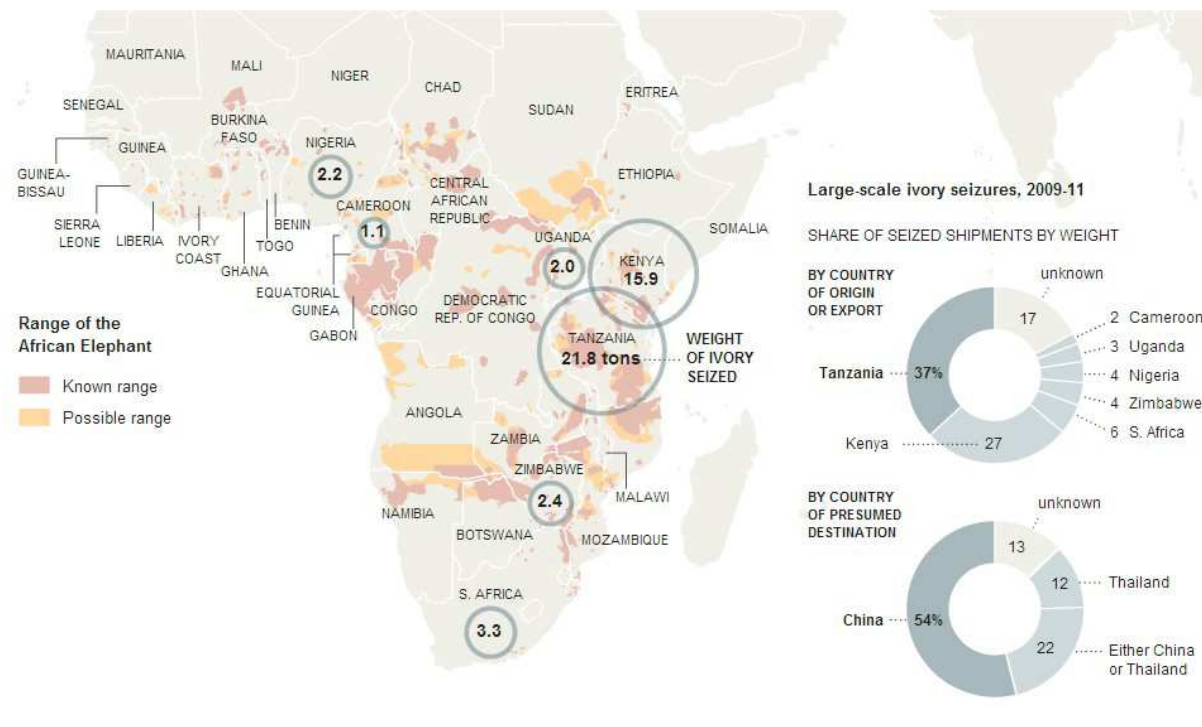 MAURITANIA
MALI
NIGER
CHAD
SUDAN
ERITREA
SENEGAL
BURKINA
FASO
NIGERIA
2.2
GUINEA
GUINEA-
BISSAU
ETHIOPIA
CENTRAL
AFRICAN
REPUBLIC
CAMEROON
1.1
SIERRA
LEONE
LIBERIA
IVORY
COAST
GHANA
TOGO
BENIN
SOMALIA
UGANDA
2.0
KENYA
15.9
EQUATORIAL
GUINEA
GABON
CONGO
DEMOCRATIC
REP. OF CONGO
TANZANIA
21.8 tons
WEIGHT
OF IVORY
SEIZED
Range of the
African Elephant
Known range
Possible range
ANGOLA
ZAMBIA
ZIMBABWE
2.4
MALAWI
NAMIBIA
BOTSWANA
MOZAMBIQUE
S. AFRICA
3.3
Large-scale ivory seizures, 2009-11
SHARE OF SEIZED SHIPMENTS BY WEIGHT
BY COUNTRY
OF ORIGIN
OR EXPORT
unknown
17
2 Cameroon
3 Uganda
4 Nigeria
4 Zimbabwe
6 S. Africa
Tanzania 37%
Kenya 27
BY COUNTRY
OF PRESUMED
DESTINATION
unknown
13
12 Thailand
China 54%
22 Either China
or Thailand